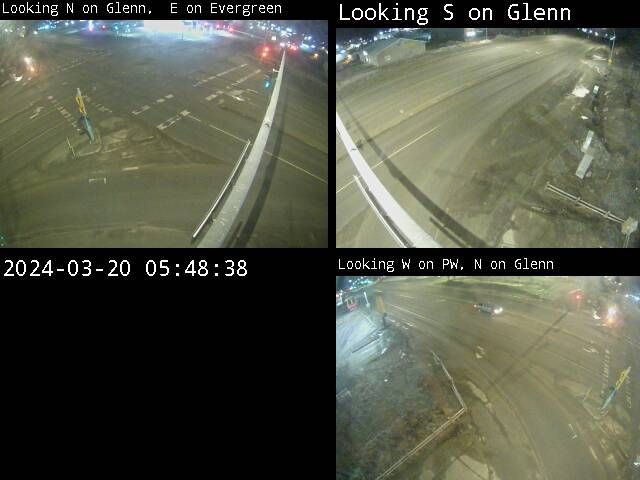 Looking N on Glenn,  E on Evergreen
Looking S on Glenn
2024-03-20 05:48:38
Looking W on PW, N on Glenn